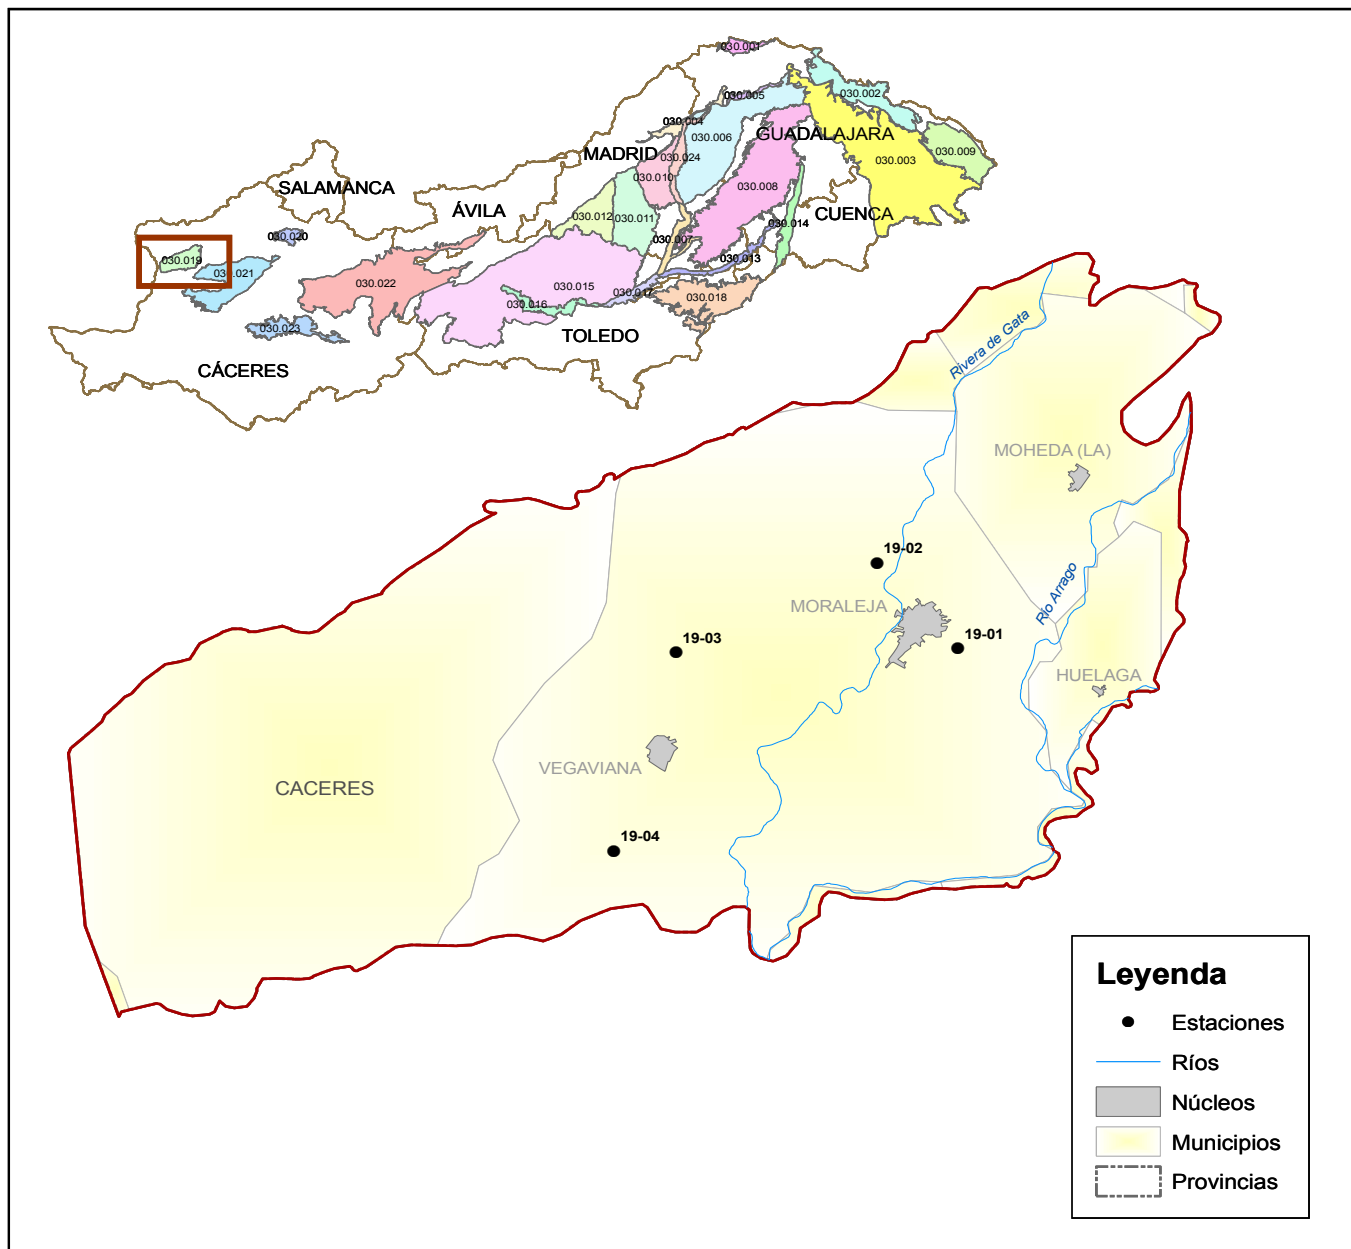 030.001
030.002
030.005
030.004
030.006
GUADALAJARA
030.009
MADRID
030.024
030.003
030.010
030.008
SALAMANCA
ÁVILA
030.012
030.011
CUENCA
030.014
030.020
030.007
030.019
030.021
030.013
030.022
030.015
030.017
030.018
030.016
030.023
TOLEDO
CÁCERES
Rivera de Gata
MOHEDA (LA)
19-02
Rio Arrago
MORALEJA
19-01
19-03
HUELAGA
VEGAVIANA
CACERES
19-04
Leyenda
Estaciones
Ríos
Núcleos
Municipios
Provincias